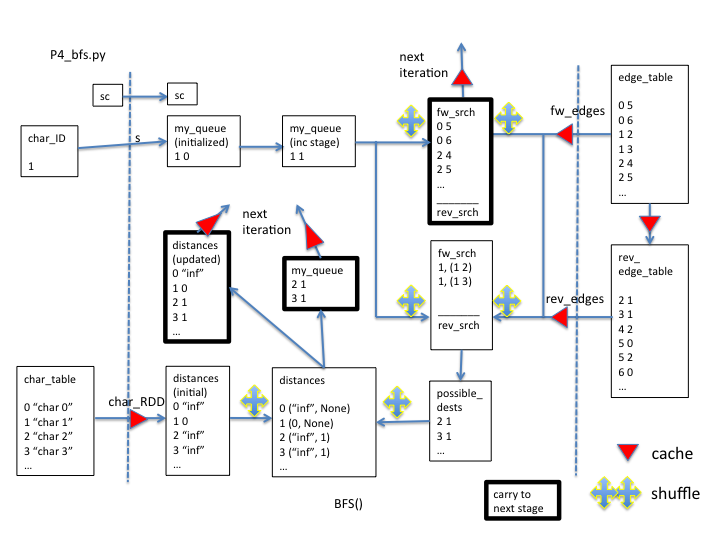 P4_bfs.py
sc
sc
char_ID
1
s
my_queue
(initialized)
1 0
my_queue
(inc stage)
1 1
next
iteration
fw_srch
0 5
0 6
2 4
2 5
...
_______
rev_srch
fw_edges
edge_table
0 5
0 6
1 2
1 3
2 4
2 5
...
next
iteration
distances
(updated)
0 “inf”
1 0
2 1
3 1
...
my_queue
2 1
3 1
fw_srch
1, (1 2)
1, (1 3)
_______
rev_srch
rev_edges
rev_
edge_table
2 1
3 1
4 2
5 0
5 2
6 0
...
char_table
0 “char 0”
1 “char 1”
2 “char 2”
3 “char 3”
...
char_RDD
distances
(initial)
0 “inf”
1 0
2 “inf”
3 “inf”
...
distances
0 (“inf”, None)
1 (0, None)
2 (“inf”, 1)
3 (“inf”, 1)
...
possible_
dests
2 1
3 1
...
BFS()
carry to
next stage
cache
shuffle